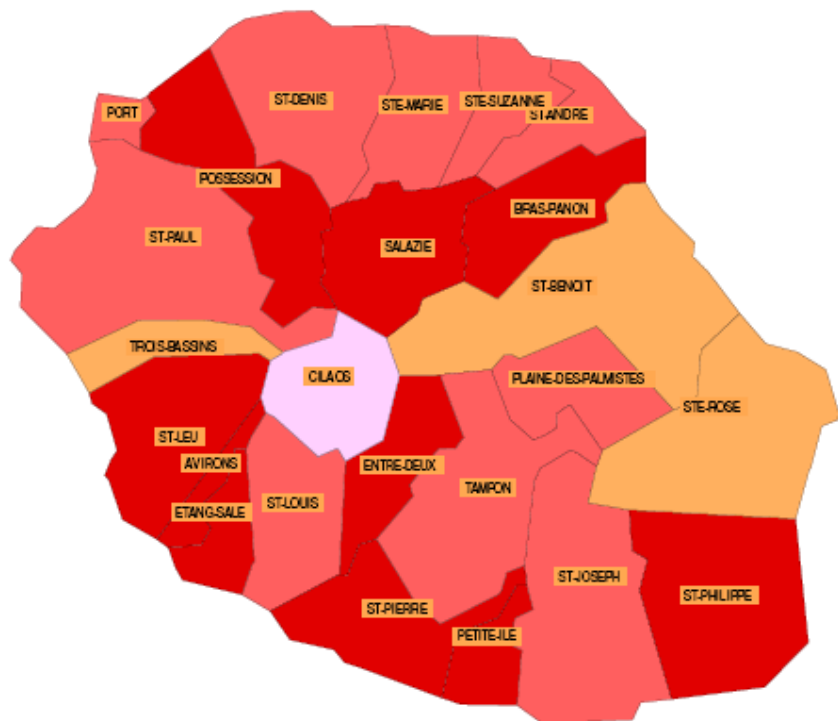 ST-DENIS
STE-MARIE
STE-SUZANNE
PORT
ST-ANDRE
POSSESSION
BRAS-PANON
ST-PAUL
SALAZIE
ST-BENOIT
TROIS-BASSINS
CILAOS
PLAINE-DES-PALMISTES
STE-ROSE
ST-LEU
AVIRONS
ENTRE-DEUX
TAMPON
ST-LOUIS
ETANG-SALE
ST-JOSEPH
ST-PHILIPPE
ST-PIERRE
PETITE-ILE